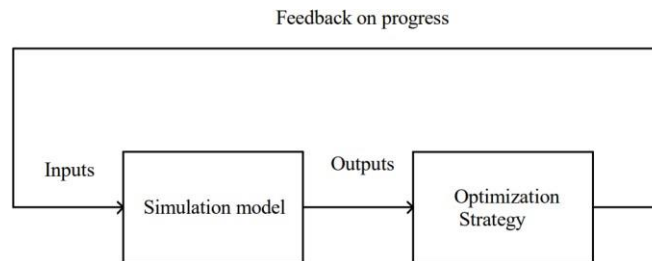 Feedback on progress
Inputs
Outputs
Simulation model
Optimization
Strategy